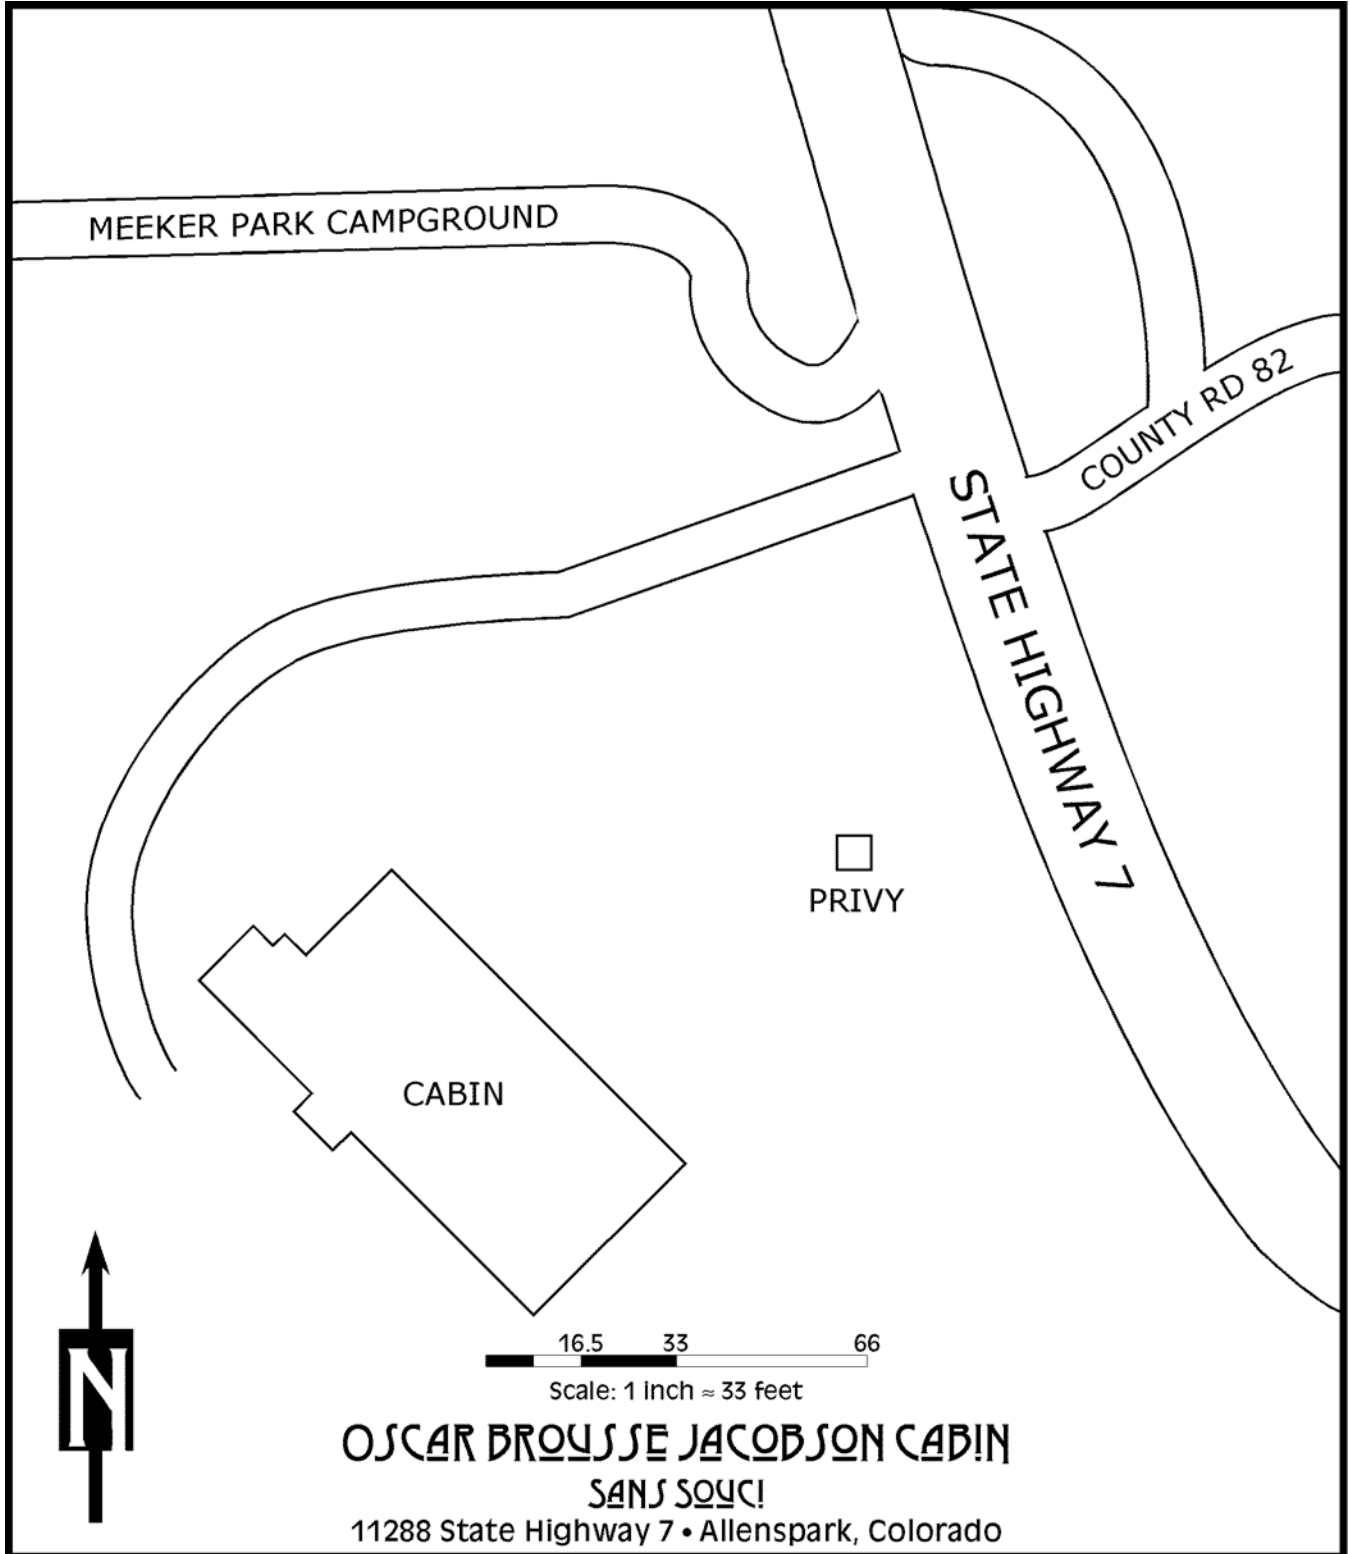 MEEKER PARK CAMPGROUND
COUNTY RD 82
STATE HIGHWAY 7
PRIVY
CABIN
N
16.5 33 66
Scale: 1 inch ≈ 33 feet
OSCAR BROUSSE JACOBSON CABIN
SANS SOUCI
11288 State Highway 7 • Allenspark, Colorado